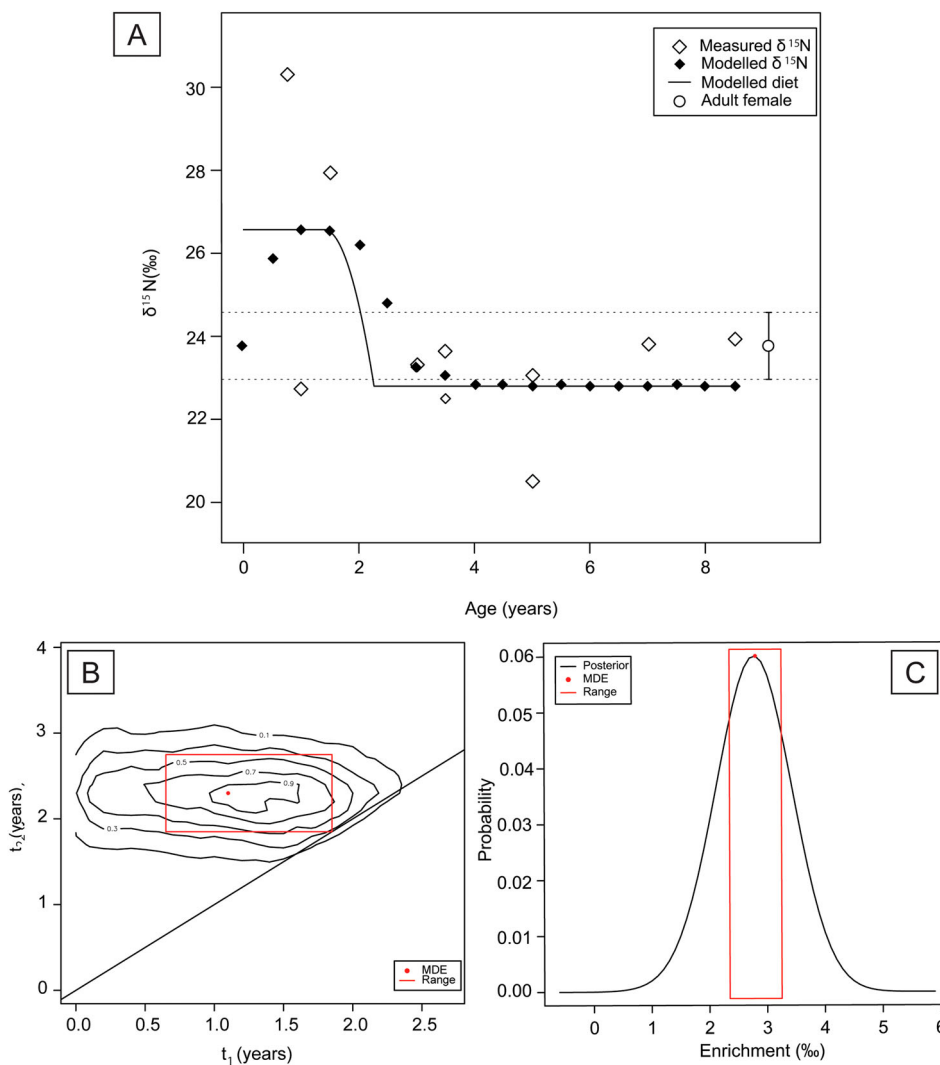 A
Measured δ¹⁵N
Modelled δ¹⁵N
Modelled diet
Adult female
30
28
26
24
22
20
δ¹⁵N(‰)
0 2 4 6 8
Age (years)
B
4
3
2
1
0
t₂(years),
0.1
0.5
0.7
0.9
0.3
MDE
Range
0.0 0.5 1.0 1.5 2.0 2.5
t₁(years)
C
Posterior
MDE
Range
0.06
0.05
0.04
0.03
0.02
0.01
0.00
Probability
0 1 2 3 4 5 6
Enrichment (‰)